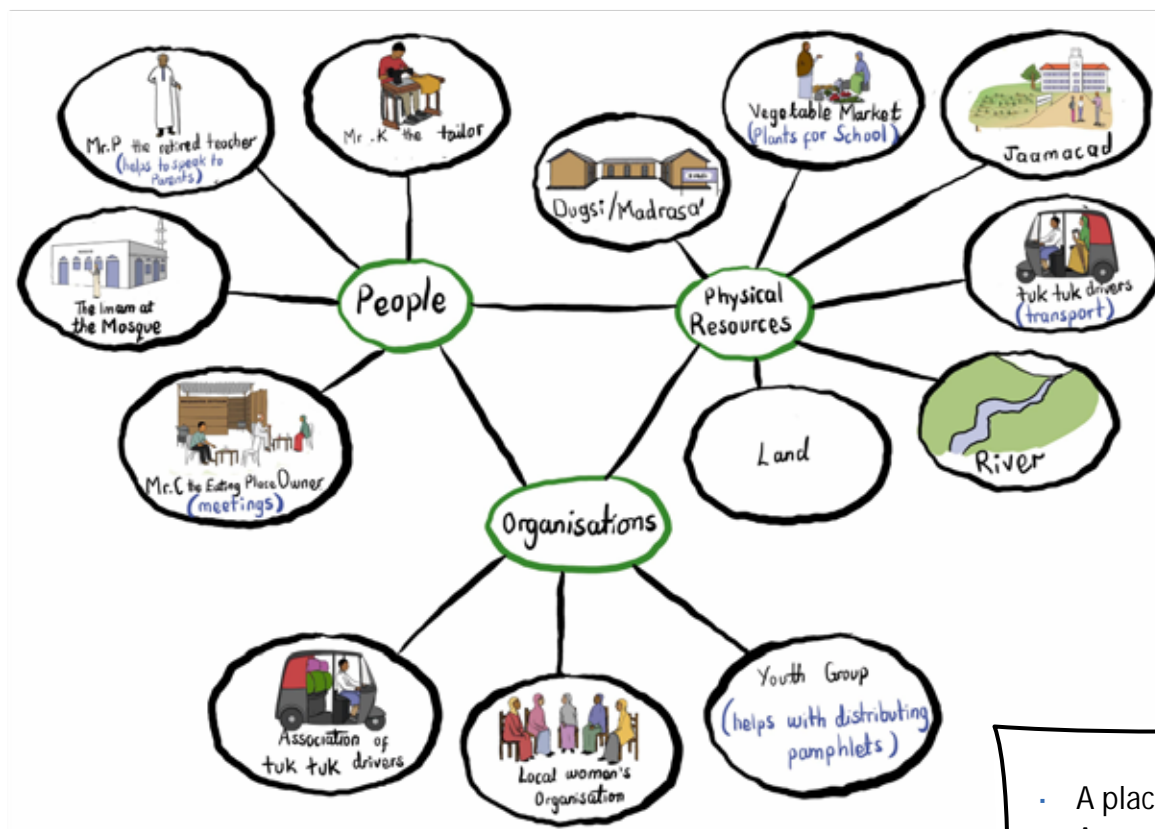 Mr.P the retired teacher
(helps to speak to
Parents)
Mr. K the tailor
The Imam at
the Mosque
Mr.C the Eating Place Owner
(meetings)
People
Dugsi/Madrasa'
Vegetable Market
(Plants for School)
Jaamacad
tuk tuk drivers
(transport)
River
Land
Physical
Resources
Organisations
Association of
tuk tuk drivers
Local women's
Organisation
Youth Group
(helps with distributing
pamphlets)
· A plac